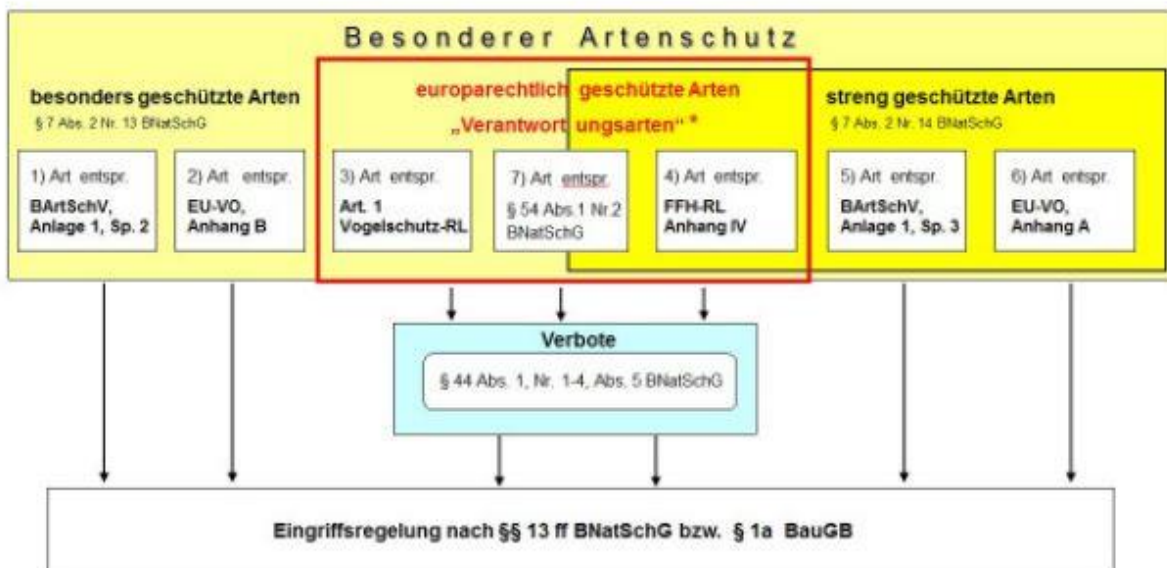 Besonderer Artenschutz
besonders geschützte Arten
§ 7 Abs. 2 Nr. 13 BNatSchG
europarechtlich geschützte Arten
„Verantwortungsarten“ *
streng geschützte Arten
§ 7 Abs. 2 Nr. 14 BNatSchG
1) Art entspr.
BArtSchV,
Anlage 1, Sp. 2
2) Art entspr.
EU-VO,
Anhang B
3) Art entspr.
Art. 1
Vogelschutz-RL
7) Art entspr.
§ 54 Abs.1 Nr.2
BNatSchG
4) Art entspr.
FFH-RL
Anhang IV
5) Art entspr.
BArtSchV,
Anlage 1, Sp. 3
6) Art entspr.
EU-VO,
Anhang A
Verbote
§ 44 Abs. 1, Nr. 1-4, Abs. 5 BNatSchG
Eingriffsregelung nach §§ 13 ff BNatSchG bzw. § 1a BauGB